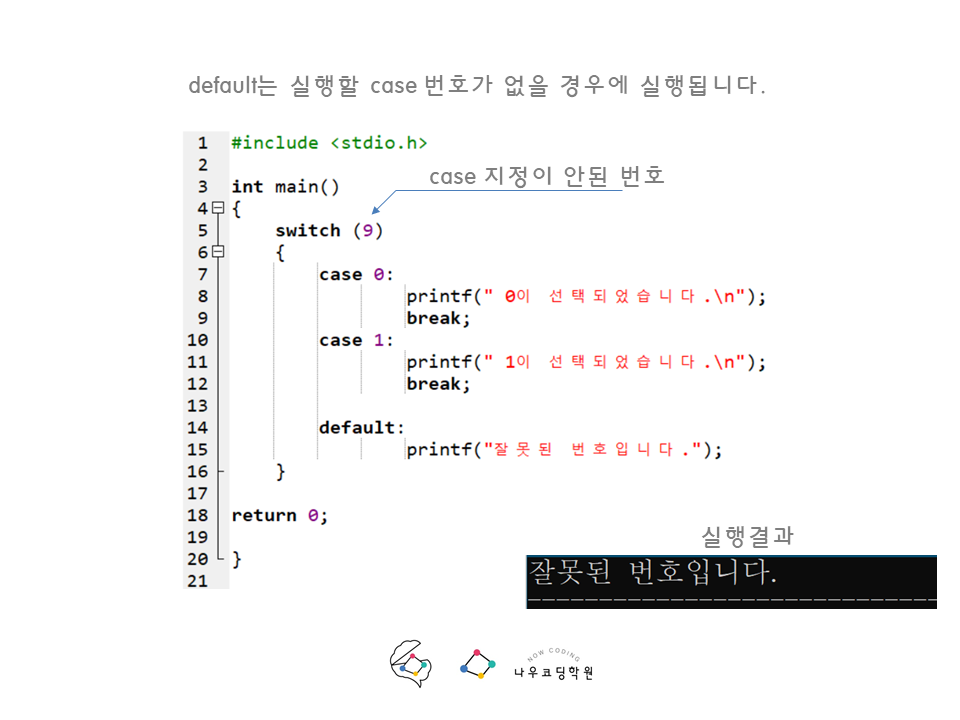 default는 실행할 case 번호가 없을 경우에 실행됩니다.
1 #include <stdio.h>
case 지정이 안된 번호
2
3 int main()
4 {
5 switch (9)
6 {
7 case 0:
8 printf(" 0이 선택되었습니다.\n");
9 break;
10 case 1:
11 printf(" 1이 선택되었습니다.\n");
12 break;
13
14 default:
15 printf("잘못된 번호입니다.");
16 }
17
18 return 0;
19
20 }
21
실행결과
잘못된 번호입니다.
NOW CODING
나우코딩학원